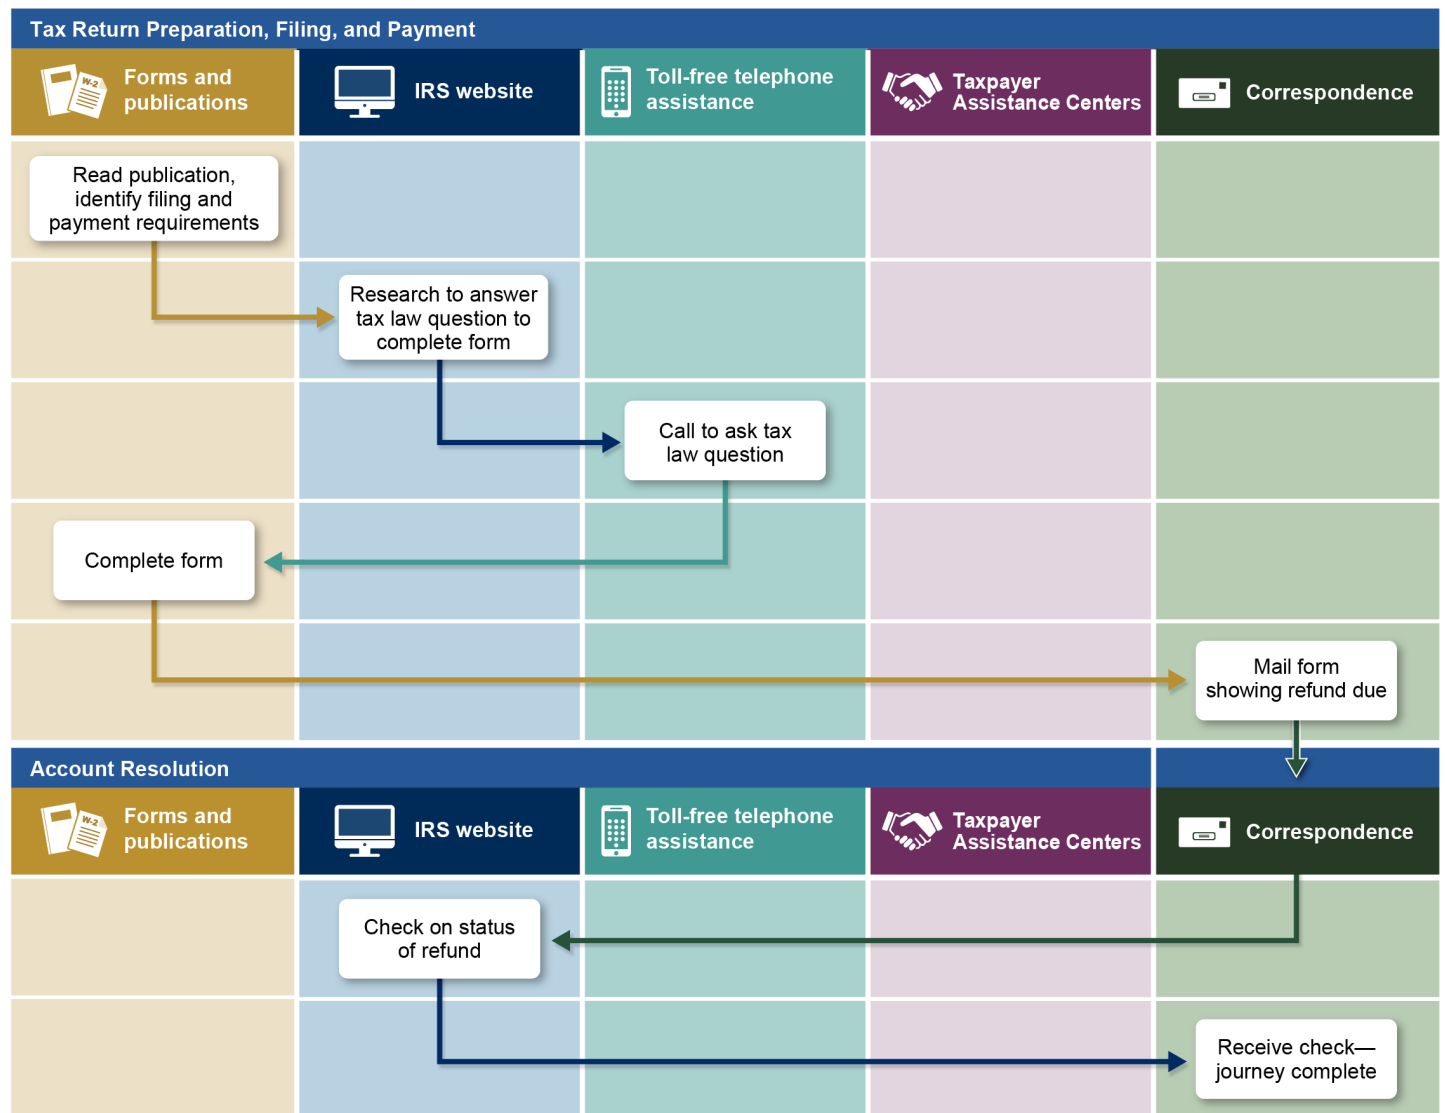 Tax Return Preparation, Filing, and Payment
W-2
Forms and
publications
IRS website
Toll-free telephone
assistance
Taxpayer
Assistance Centers
Correspondence
Read publication,
identify filing and
payment requirements
Research to answer
tax law question to
complete form
Call to ask tax
law question
Complete form
Mail form
showing refund due
Account Resolution
W-2
Forms and
publications
IRS website
Toll-free telephone
assistance
Taxpayer
Assistance Centers
Correspondence
Check on status
of refund
Receive check—
journey complete